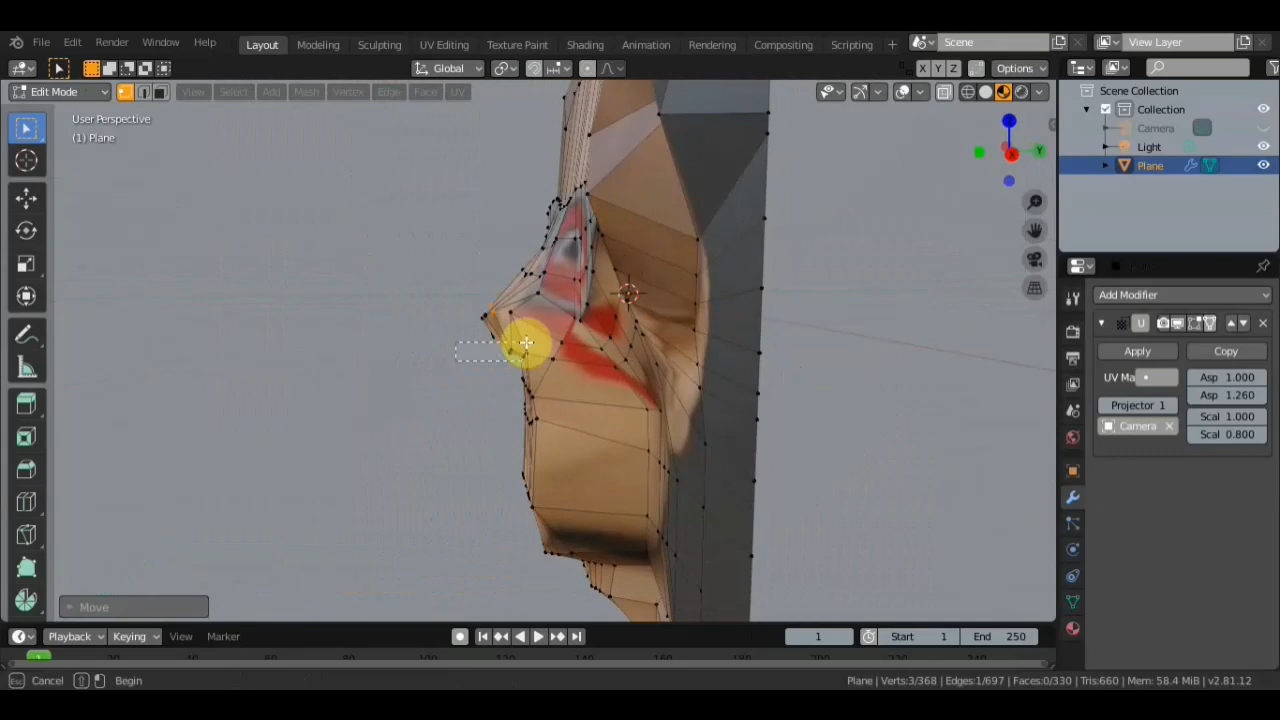 File Edit Render Window Help Layout Modeling Sculpting UV Editing Texture Paint Shading Animation Rendering Compositing Scripting + Scene View Layer
Global X Y Z Options
Edit Mode View Select Add Mesh Vertex Edge Face UV
User Perspective
(1) Plane
Z
Y
Scene Collection
Collection
Camera
Light
Plane
Add Modifier
U
Apply Copy
UV Ma Asp 1.000
Asp 1.260
Projector 1
Scal 1.000
Camera
Scal 0.800
Move
Playback Keying View Marker 1 Start 1 End 250
1
Esc Cancel Begin Plane | Verts:3/368 | Edges:1/697 | Faces:0/330 | Tris:660 | Mem: 58.4 MiB | v2.81.12